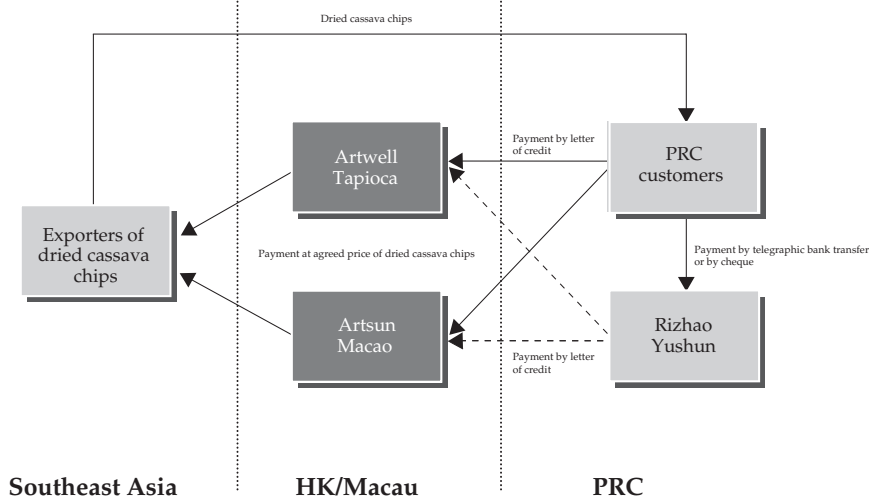 Dried cassava chips
Payment by letter
of credit
Artwell
Tapioca
PRC
customers
Exporters of
dried cassava
chips
Payment at agreed price of dried cassava chips
Payment by telegraphic bank transfer
or by cheque
Artsun
Macao
Rizhao
Yushun
Payment by letter
of credit
Southeast Asia
HK/Macau
PRC